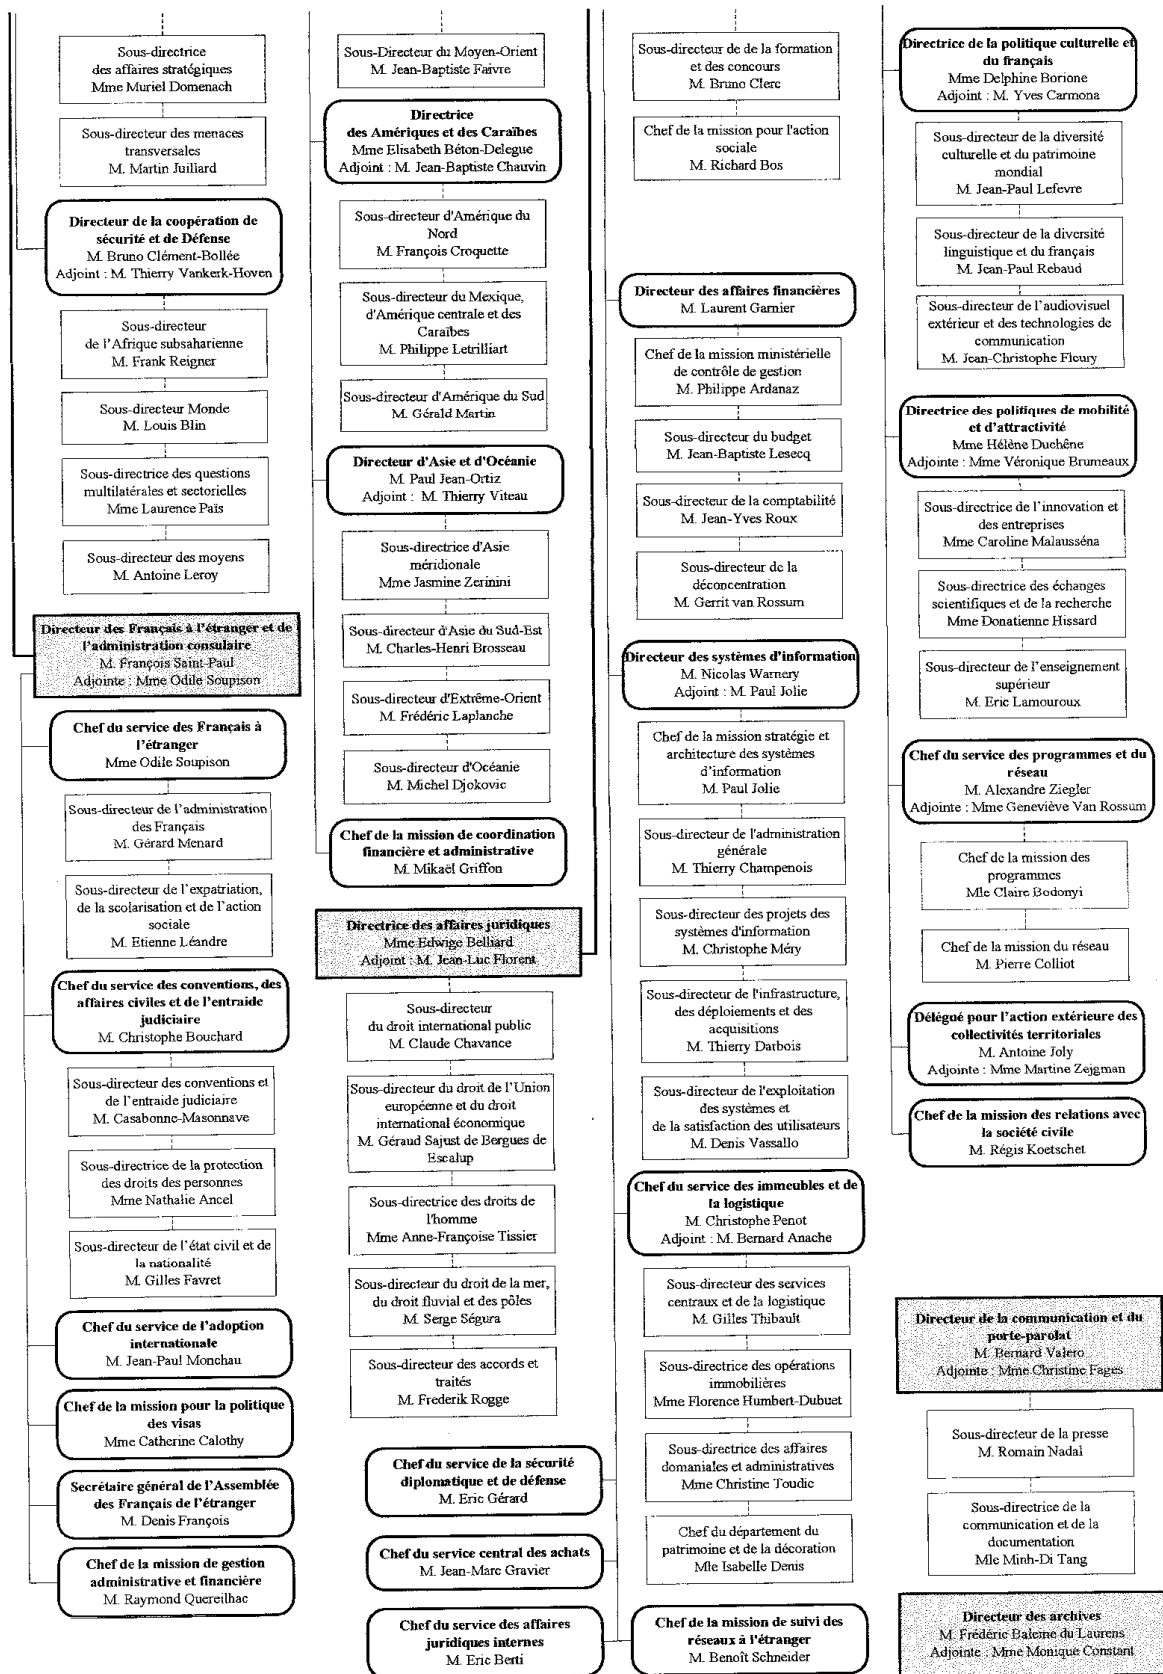 Sous-directrice
des affaires stratégiques
Mme Muriel Domenach
Sous-directeur des menaces
transversales
M. Martin Juillard
Directeur de la coopération de
sécurité et de Défense
M. Bruno Clément-Bollée
Adjoint : M. Thierry Vankerk-Hoven
Sous-directeur
de l'Afrique subsaharienne
M. Frank Reigner
Sous-directeur Monde
M. Louis Blin
Sous-directrice des questions
multilatérales et sectorielles
Mme Laurence Païs
Sous-directeur des moyens
M. Antoine Leroy
Directeur des Français à l'étranger et de
l'administration consulaire
M. François Saint-Paul
Adjointe : Mme Odile Soupison
Chef du service des Français à
l'étranger
Mme Odile Soupison
Sous-directeur de l'administration
des Français
M. Gérard Menard
Sous-directeur de l'expatriation,
de la scolarisation et de l'action
sociale
M. Etienne Léandre
Chef du service des conventions, des
affaires civiles et de l'entraide
judiciaire
M. Christophe Bouchard
Sous-directeur des conventions et
de l'entraide judiciaire
M. Casabonne-Masonnave
Sous-directrice de la protection
des droits des personnes
Mme Nathalie Ancel
Sous-directeur de l'état civil et de
la nationalité
M. Gilles Favret
Chef du service de l'adoption
internationale
M. Jean-Paul Monchau
Chef de la mission pour la politique
des visas
Mme Catherine Calothy
Secrétaire général de l'Assemblée
des Français de l'étranger
M. Denis François
Chef de la mission de gestion
administrative et financière
M. Raymond Quereilhac
Sous-Directeur du Moyen-Orient
M. Jean-Baptiste Faivre
Directrice
des Amériques et des Caraïbes
Mme Elisabeth Béton-Delegue
Adjoint : M. Jean-Baptiste Chauvin
Sous-directeur d'Amérique du
Nord
M. François Croquette
Sous-directeur du Mexique,
d'Amérique centrale et des
Caraïbes
M. Philippe Letrilliart
Sous-directeur d'Amérique du Sud
M. Gérald Martin
Directeur d'Asie et d'Océanie
M. Paul Jean-Ortiz
Adjoint : M. Thierry Viteau
Sous-directrice d'Asie
méridionale
Mme Jasmine Zerinini
Sous-directeur d'Asie du Sud-Est
M. Charles-Henri Brosseau
Sous-directeur d'Extrême-Orient
M. Frédéric Laplanche
Sous-directeur d'Océanie
M. Michel Djokovic
Chef de la mission de coordination
financière et administrative
M. Mikaël Griffon
Directrice des affaires juridiques
Mme Edwige Belliard
Adjoint : M. Jean-Luc Florent
Sous-directeur
du droit international public
M. Claude Chavance
Sous-directeur du droit de l'Union
européenne et du droit
international économique
M. Géraud Sajust de Bergues de
Escalup
Sous-directrice des droits de
l'homme
Mme Anne-Françoise Tissier
Sous-directeur du droit de la mer,
du droit fluvial et des pôles
M. Serge Ségura
Sous-directeur des accords et
traités
M. Frederik Rogge
Chef du service de la sécurité
diplomatique et de défense
M. Eric Gérard
Chef du service central des achats
M. Jean-Marc Gravier
Chef du service des affaires
juridiques internes
M. Eric Berti
Sous-directeur de de la formation
et des concours
M. Bruno Clerc
Chef de la mission pour l'action
sociale
M. Richard Bos
Directeur des affaires financières
M. Laurent Garnier
Chef de la mission ministérielle
de contrôle de gestion
M. Philippe Ardanaz
Sous-directeur du budget
M. Jean-Baptiste Lesecq
Sous-directeur de la comptabilité
M. Jean-Yves Roux
Sous-directeur de la
déconcentration
M. Gerrit van Rossum
Directeur des systèmes d'information
M. Nicolas Warnery
Adjoint : M. Paul Jolie
Chef de la mission stratégie et
architecture des systèmes
d'information
M. Paul Jolie
Sous-directeur de l'administration
générale
M. Thierry Champenois
Sous-directeur des projets des
systèmes d'information
M. Christophe Méry
Sous-directeur de l'infrastructure,
des déploiements et des
acquisitions
M. Thierry Darbois
Sous-directeur de l'exploitation
des systèmes et
de la satisfaction des utilisateurs
M. Denis Vassallo
Chef du service des immeubles et de
la logistique
M. Christophe Penot
Adjoint : M. Bernard Anache
Sous-directeur des services
centraux et de la logistique
M. Gilles Thibault
Sous-directrice des opérations
immobilières
Mme Florence Humbert-Dubuet
Sous-directrice des affaires
domaniales et administratives
Mme Christine Toudic
Chef du département du
patrimoine et de la décoration
Mle Isabelle Denis
Chef de la mission de suivi des
réseaux à l'étranger
M. Benoît Schneider
Directrice de la politique culturelle et
du français
Mme Delphine Borione
Adjoint : M. Yves Carmona
Sous-directeur de la diversité
culturelle et du patrimoine
mondial
M. Jean-Paul Lefevre
Sous-directeur de la diversité
linguistique et du français
M. Jean-Paul Rebaud
Sous-directeur de l'audiovisuel
extérieur et des technologies de
communication
M. Jean-Christophe Fleury
Directrice des politiques de mobilité
et d'attractivité
Mme Hélène Duchêne
Adjointe : Mme Véronique Brumeaux
Sous-directrice de l'innovation et
des entreprises
Mme Caroline Malausséna
Sous-directrice des échanges
scientifiques et de la recherche
Mme Donatienne Hissard
Sous-directeur de l'enseignement
supérieur
M. Eric Lamouroux
Chef du service des programmes et du
réseau
M. Alexandre Ziegler
Adjointe : Mme Geneviève Van Rossum
Chef de la mission des
programmes
Mle Claire Bodonyi
Chef de la mission du réseau
M. Pierre Colliot
Délégué pour l'action extérieure des
collectivités territoriales
M. Antoine Joly
Adjointe : Mme Martine Zejgman
Chef de la mission des relations avec
la société civile
M. Régis Koetschet
Directeur de la communication et du
porte-parolat
M. Bernard Valero
Adjointe : Mme Christine Fages
Sous-directeur de la presse
M. Romain Nadal
Sous-directrice de la
communication et de la
documentation
Mle Minh-Di Tang
Directeur des archives
M. Frédéric Baleine du Laurens
Adjointe : Mme Monique Constant